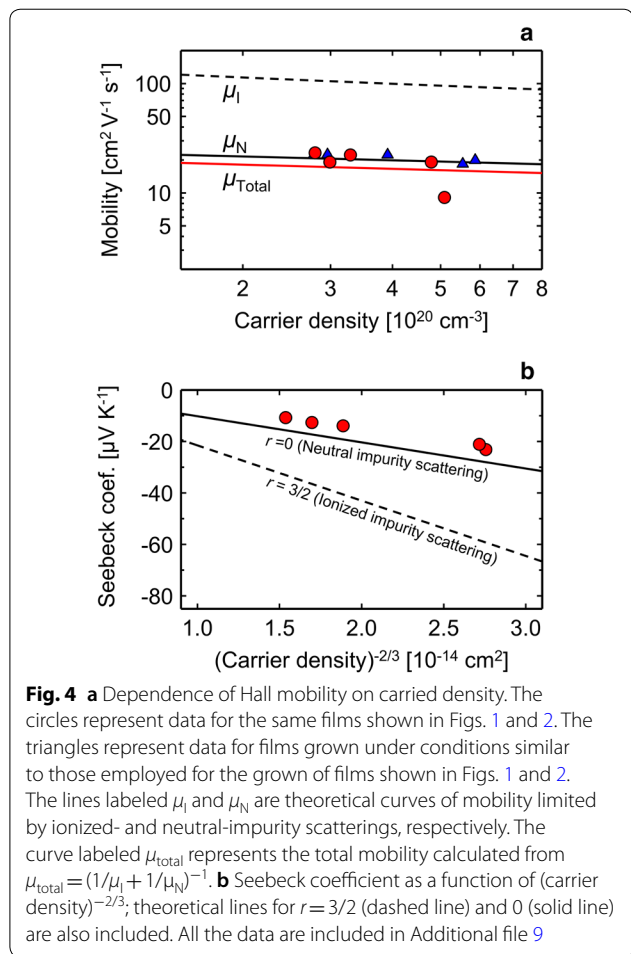 a
Mobility [cm² V⁻¹ s⁻¹]
100
50
10
5
μI
μN
μTotal
2 3 4 5 6 7 8
Carrier density [10²⁰ cm⁻³]
b
Seebeck coef. [μV K⁻¹]
0
-20
-40
-60
-80
r=0 (Neutral impurity scattering)
r = 3/2 (Ionized impurity scattering)
1.0 1.5 2.0 2.5 3.0
(Carrier density)⁻²ᐟ³ [10⁻¹⁴ cm²]
Fig. 4 a Dependence of Hall mobility on carried density. The
circles represent data for the same films shown in Figs. 1 and 2. The
triangles represent data for films grown under conditions similar
to those employed for the grown of films shown in Figs. 1 and 2.
The lines labeled μI and μN are theoretical curves of mobility limited
by ionized- and neutral-impurity scatterings, respectively. The
curve labeled μtotal represents the total mobility calculated from
μtotal = (1/μI + 1/μN)⁻¹. b Seebeck coefficient as a function of (carrier
density)⁻²ᐟ³; theoretical lines for r = 3/2 (dashed line) and 0 (solid line)
are also included. All the data are included in Additional file 9